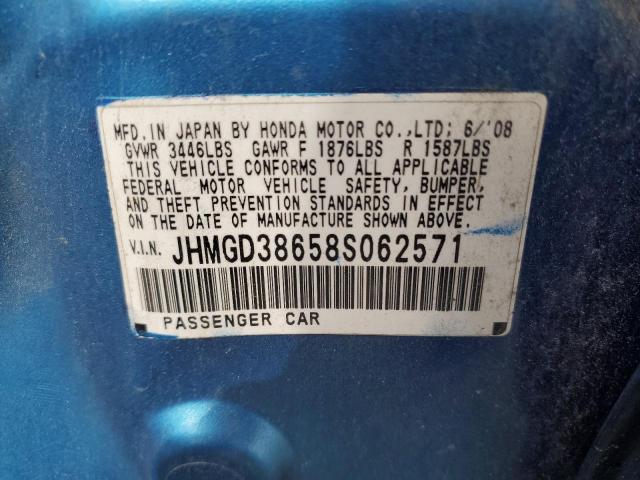 MFD.IN JAPAN BY HONDA MOTOR CO.,LTD; 6/'08
GVWR 3446LBS GAWR F 1876LBS R 1587LBS
THIS VEHICLE CONFORMS TO ALL APPLICABLE
FEDERAL MOTOR VEHICLE SAFETY, BUMPER,
AND THEFT PREVENTION STANDARDS IN EFFECT
ON THE DATE OF MANUFACTURE SHOWN ABOVE.
V.I.N. JHMGD38658S062571
PASSENGER CAR